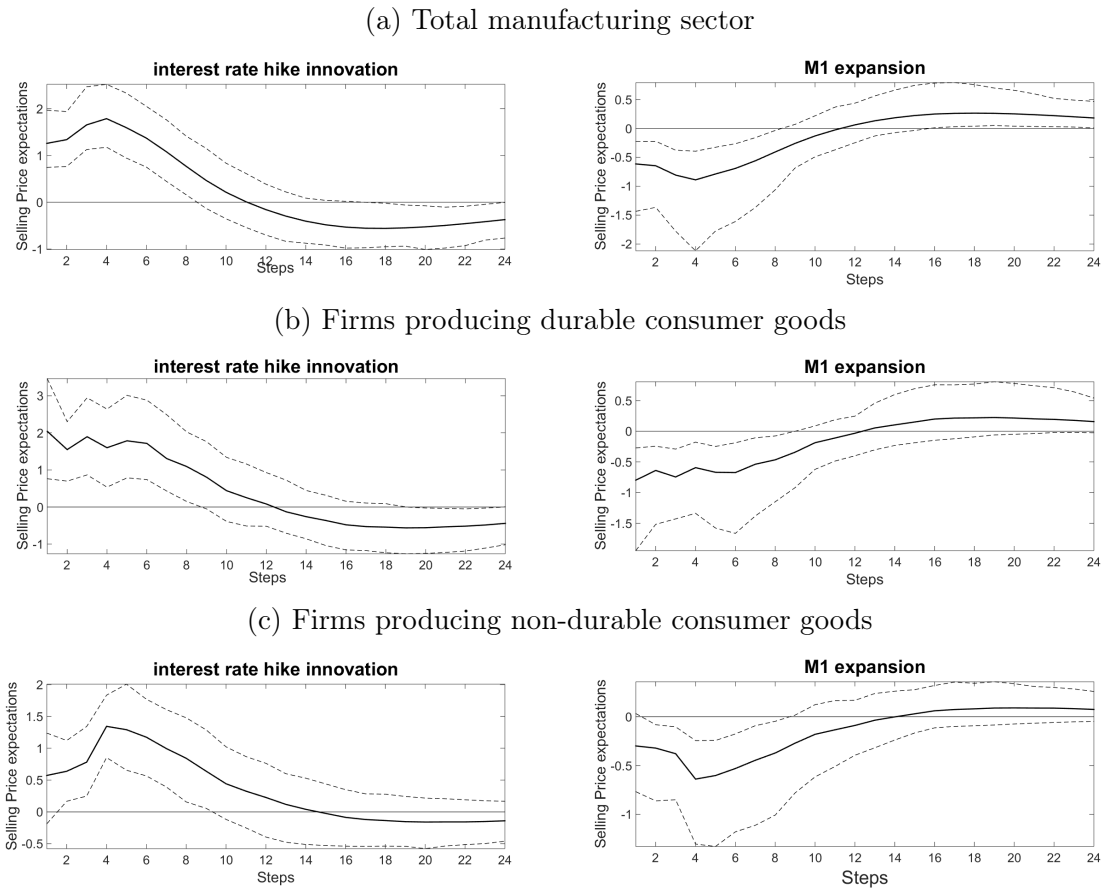 (a) Total manufacturing sector
interest rate hike innovation
Selling Price expectations
2
1
0
-1
2 4 6 8 10 12 14 16 18 20 22 24
Steps
M1 expansion
Selling Price expectations
0.5
0
-0.5
-1
-1.5
-2
2 4 6 8 10 12 14 16 18 20 22 24
Steps
(b) Firms producing durable consumer goods
interest rate hike innovation
Selling Price expectations
3
2
1
0
-1
2 4 6 8 10 12 14 16 18 20 22 24
Steps
M1 expansion
Selling Price expectations
0.5
0
-0.5
-1
-1.5
2 4 6 8 10 12 14 16 18 20 22 24
Steps
(c) Firms producing non-durable consumer goods
interest rate hike innovation
Selling Price expectations
2
1.5
1
0.5
0
-0.5
2 4 6 8 10 12 14 16 18 20 22 24
Steps
M1 expansion
Selling Price expectations
0
-0.5
-1
2 4 6 8 10 12 14 16 18 20 22 24
Steps